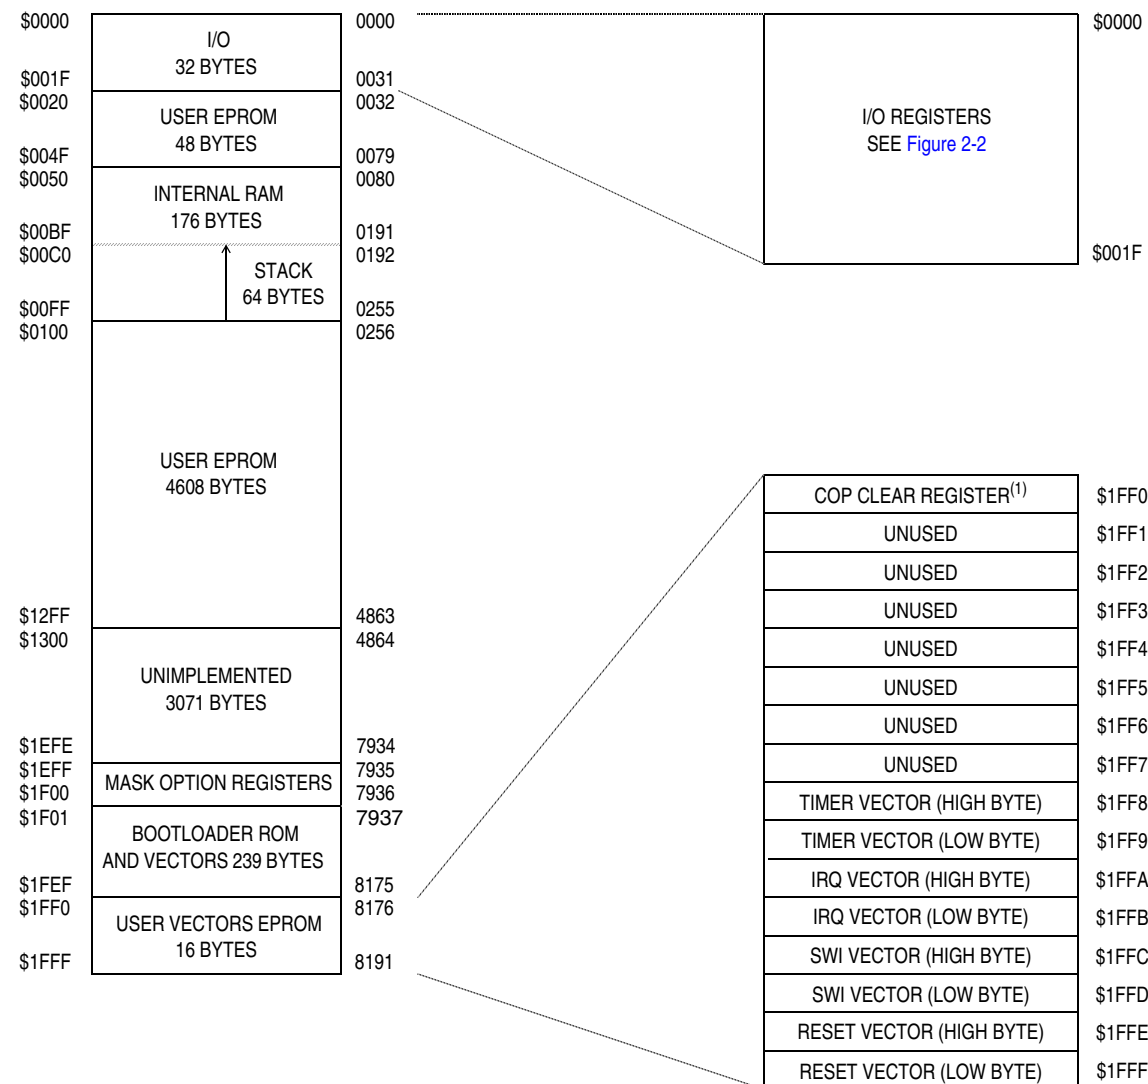 $0000
I/O
32 BYTES
0000
$001F
0031
$0020
0032
USER EPROM
48 BYTES
$004F
0079
$0050
0080
INTERNAL RAM
176 BYTES
$00BF
0191
$00C0
0192
STACK
64 BYTES
$00FF
0255
$0100
0256
USER EPROM
4608 BYTES
$12FF
4863
$1300
4864
UNIMPLEMENTED
3071 BYTES
$1EFE
7934
$1EFF
7935
MASK OPTION REGISTERS
$1F00
7936
$1F01
7937
BOOTLOADER ROM
AND VECTORS 239 BYTES
$1FEF
8175
$1FF0
8176
USER VECTORS EPROM
16 BYTES
$1FFF
8191
$0000
I/O REGISTERS
SEE Figure 2-2
$001F
COP CLEAR REGISTER(1) $1FF0
UNUSED $1FF1
UNUSED $1FF2
UNUSED $1FF3
UNUSED $1FF4
UNUSED $1FF5
UNUSED $1FF6
UNUSED $1FF7
TIMER VECTOR (HIGH BYTE) $1FF8
TIMER VECTOR (LOW BYTE) $1FF9
IRQ VECTOR (HIGH BYTE) $1FFA
IRQ VECTOR (LOW BYTE) $1FFB
SWI VECTOR (HIGH BYTE) $1FFC
SWI VECTOR (LOW BYTE) $1FFD
RESET VECTOR (HIGH BYTE) $1FFE
RESET VECTOR (LOW BYTE) $1FFF